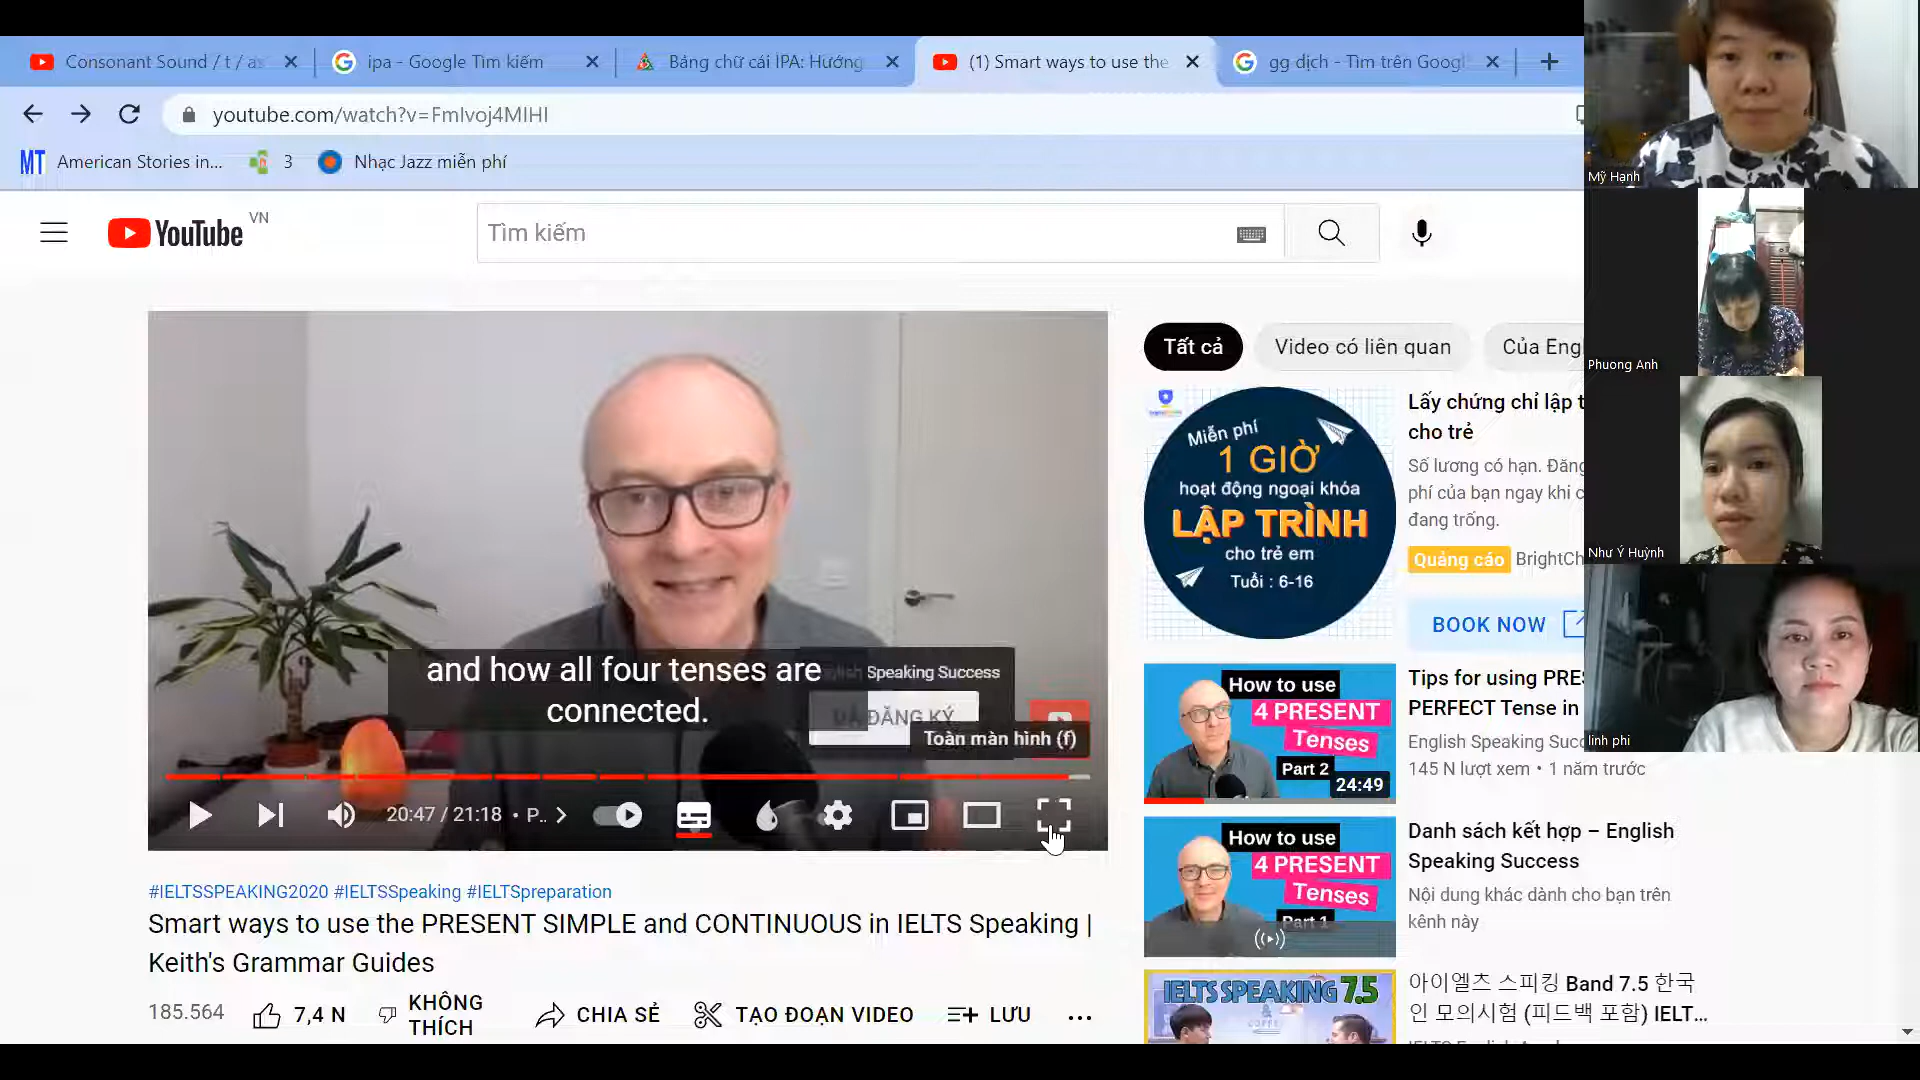 Consonant Sound / t / as
ipa - Google Tìm kiếm
Bảng chữ cái IPA: Hướng
(1) Smart ways to use the
gg dịch - Tìm trên Googl
youtube.com/watch?v=FmIvoj4MIHI
MT American Stories in...
3
Nhạc Jazz miễn phí
YouTube VN
Tìm kiếm
Tất cả
Video có liên quan
Của Eng
Miễn phí
1 GIỜ
hoạt động ngoại khóa
LẬP TRÌNH
cho trẻ em
Tuổi : 6-16
Lấy chứng chỉ lập t
cho trẻ
Số lương có hạn. Đăng
phí của bạn ngay khi c
đang trống.
Quảng cáo BrightCh
BOOK NOW
and how all four tenses are
connected.
English Speaking Success
ĐÃ ĐĂNG KÝ
Toàn màn hình (f)
20:47 / 21:18 • P..
How to use
4 PRESENT
Tenses
Part 2
24:49
Tips for using PRES
PERFECT Tense in
English Speaking Succ
145 N lượt xem • 1 năm trước
How to use
4 PRESENT
Tenses
Part 1
Danh sách kết hợp – English
Speaking Success
Nội dung khác dành cho bạn trên
kênh này
IELTS SPEAKING 7.5
아이엘츠 스피킹 Band 7.5 한국
인 모의시험 (피드백 포함) IELT...
#IELTSSPEAKING2020 #IELTSSpeaking #IELTSpreparation
Smart ways to use the PRESENT SIMPLE and CONTINUOUS in IELTS Speaking |
Keith's Grammar Guides
185.564
7,4 N
KHÔNG
THÍCH
CHIA SẺ
TẠO ĐOẠN VIDEO
LƯU
Mỹ Hạnh
Phuong Anh
Như Ý Huỳnh
linh phi